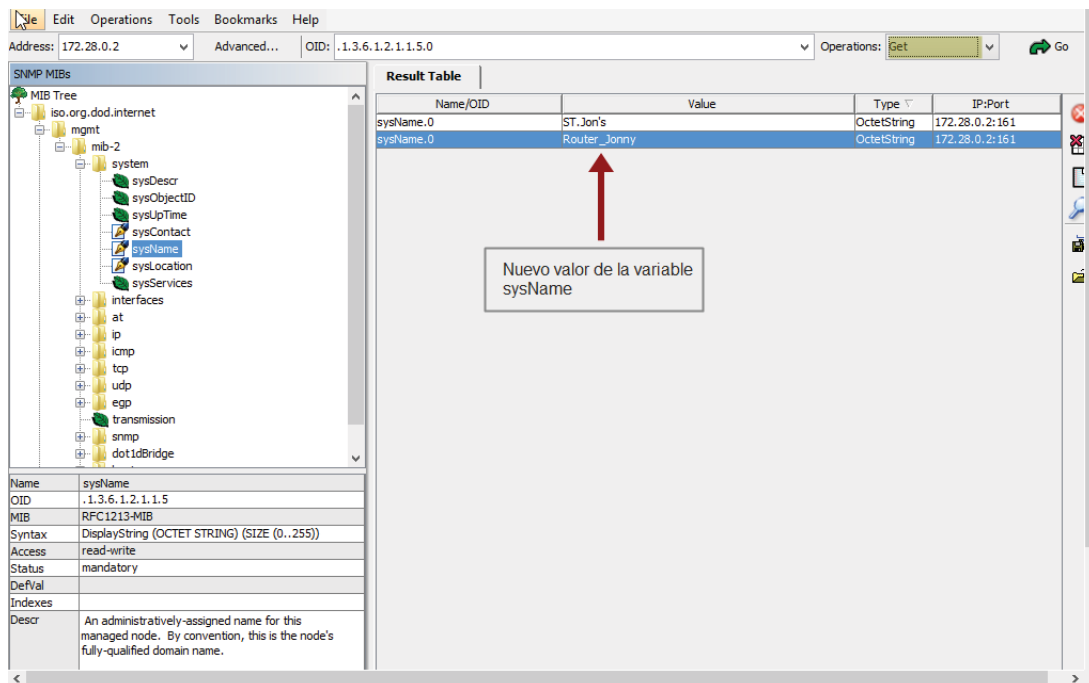 File Edit Operations Tools Bookmarks Help
Address: 172.28.0.2 Advanced... OID: .1.3.6.1.2.1.1.5.0 Operations: Get Go
SNMP MIBs
MIB Tree
iso.org.dod.internet
mgmt
mib-2
system
sysDescr
sysObjectID
sysUpTime
sysContact
sysName
sysLocation
sysServices
interfaces
at
ip
icmp
tcp
udp
egp
transmission
snmp
dot1dBridge
Name sysName
OID .1.3.6.1.2.1.1.5
MIB RFC1213-MIB
Syntax DisplayString (OCTET STRING) (SIZE (0..255))
Access read-write
Status mandatory
DefVal
Indexes
Descr An administratively-assigned name for this
managed node. By convention, this is the node's
fully-qualified domain name.
Result Table
Name/OID Value Type IP:Port
sysName.0 ST.Jon's OctetString 172.28.0.2:161
sysName.0 Router_Jonny OctetString 172.28.0.2:161
Nuevo valor de la variable
sysName